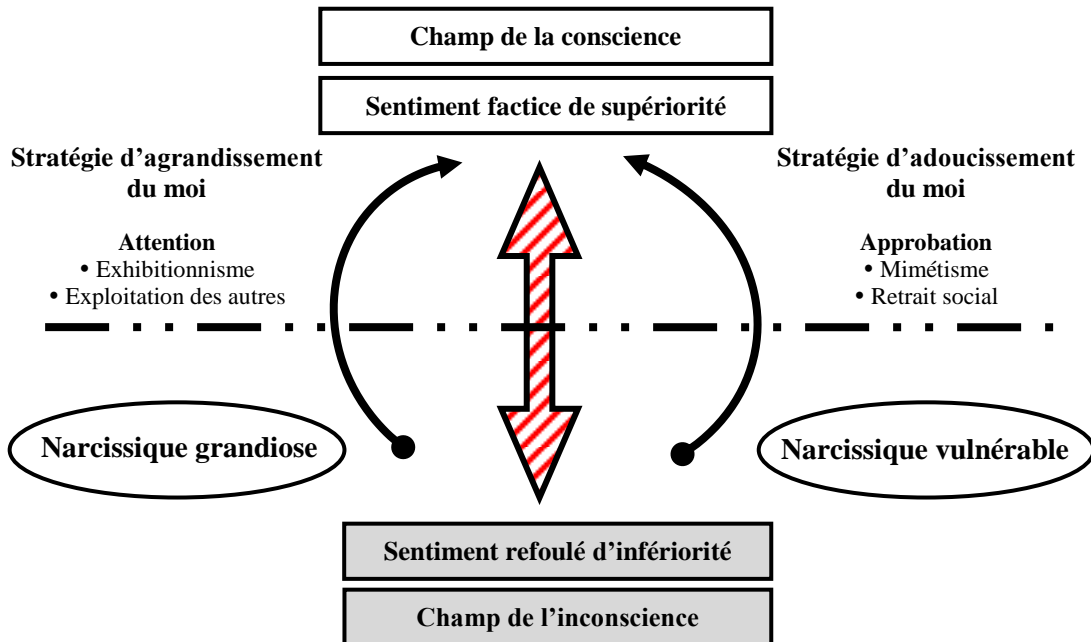 Champ de la conscience
Sentiment factice de supériorité
Stratégie d’agrandissement
du moi
Attention
• Exhibitionnisme
• Exploitation des autres
Stratégie d’adoucissement
du moi
Approbation
• Mimétisme
• Retrait social
Narcissique grandiose
Narcissique vulnérable
Sentiment refoulé d’infériorité
Champ de l’inconscience